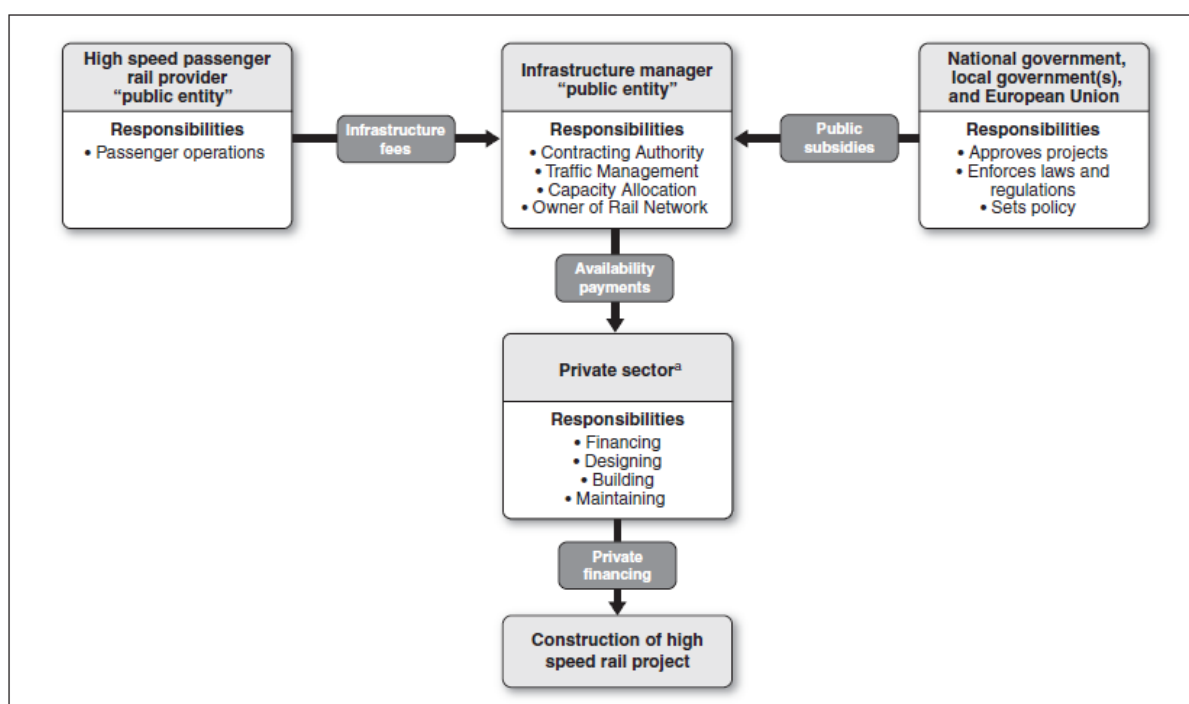 High speed passenger
rail provider
“public entity”
Responsibilities
• Passenger operations
Infrastructure
fees
Infrastructure manager
“public entity”
Responsibilities
• Contracting Authority
• Traffic Management
• Capacity Allocation
• Owner of Rail Network
Public
subsidies
National government,
local government(s),
and European Union
Responsibilities
• Approves projects
• Enforces laws and
regulations
• Sets policy
Availability
payments
Private sectorᵃ
Responsibilities
• Financing
• Designing
• Building
• Maintaining
Private
financing
Construction of high
speed rail project